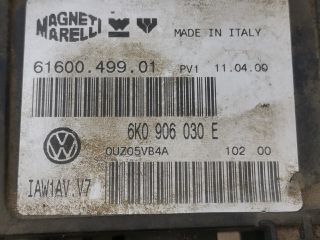 MAGNETI
MARELLI
MADE IN ITALY
61600.499.01 PV1 11.04.00
6K0 906 030 E
0UZ05VB4A 102 00
IAW1AV.V7